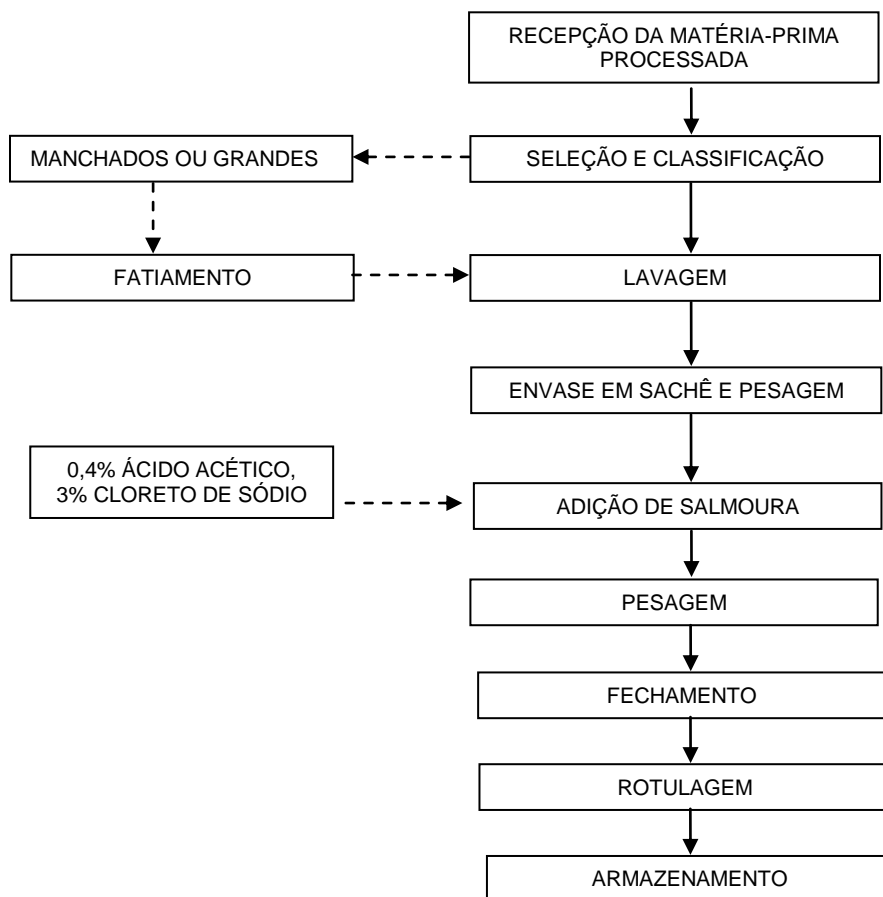 RECEPÇÃO DA MATÉRIA-PRIMA
PROCESSADA
MANCHADOS OU GRANDES
SELEÇÃO E CLASSIFICAÇÃO
FATIAMENTO
LAVAGEM
ENVASE EM SACHÊ E PESAGEM
0,4% ÁCIDO ACÉTICO,
3% CLORETO DE SÓDIO
ADIÇÃO DE SALMOURA
PESAGEM
FECHAMENTO
ROTULAGEM
ARMAZENAMENTO